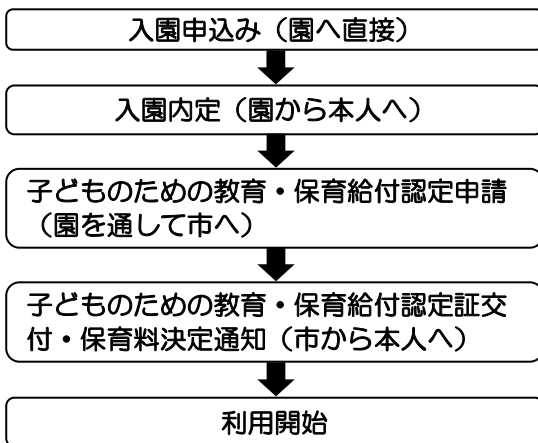 入園申込み（園へ直接）
入園内定（園から本人へ）
子どものための教育・保育給付認定申請
（園を通して市へ）
子どものための教育・保育給付認定証交
付・保育料決定通知（市から本人へ）
利用開始